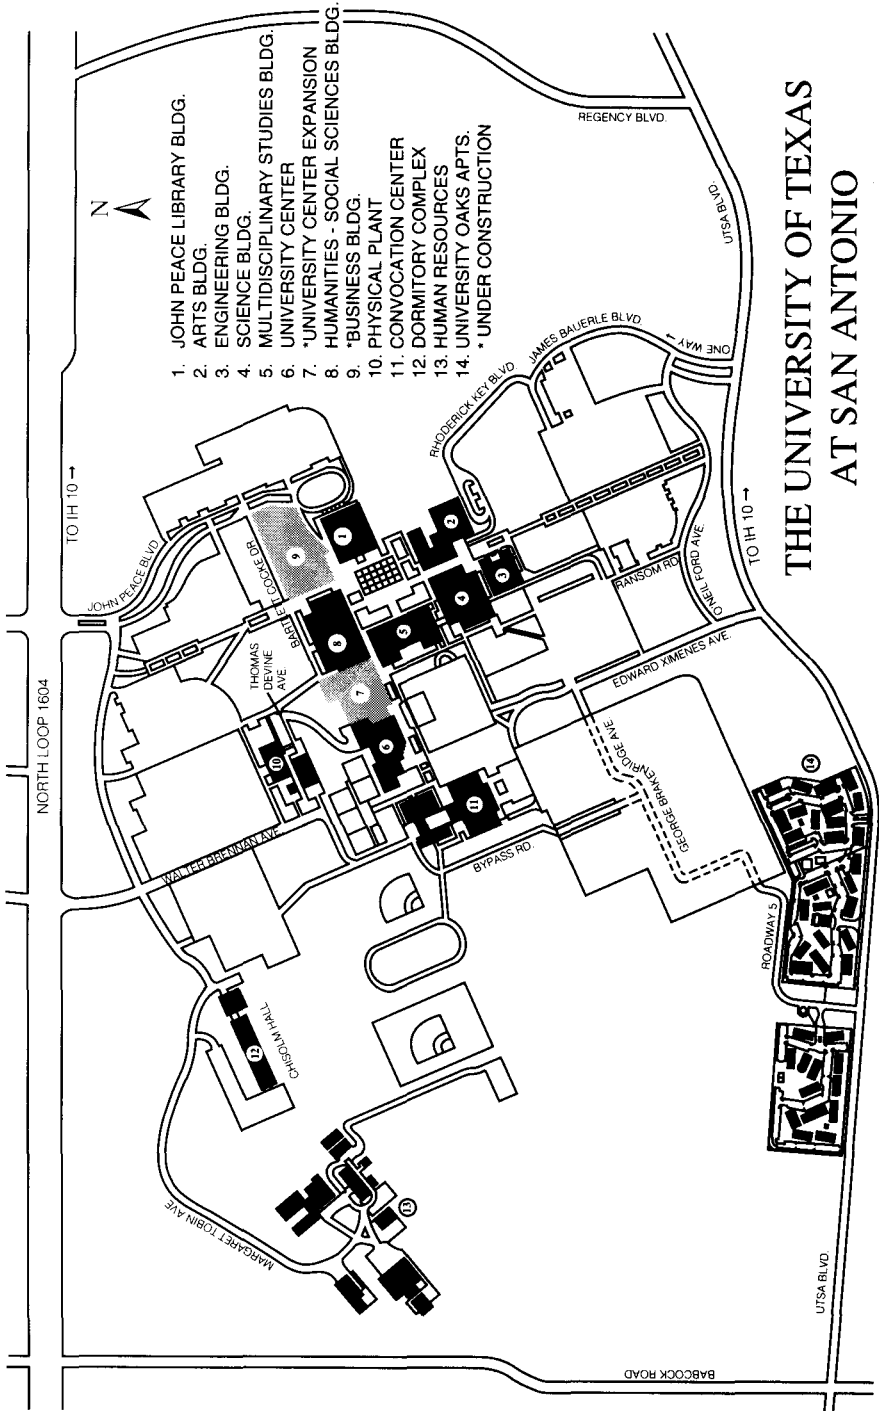 N
1. JOHN PEACE LIBRARY BLDG.
2. ARTS BLDG.
3. ENGINEERING BLDG.
4. SCIENCE BLDG.
5. MULTIDISCIPLINARY STUDIES BLDG.
6. UNIVERSITY CENTER
7. *UNIVERSITY CENTER EXPANSION
8. HUMANITIES - SOCIAL SCIENCES BLDG.
9. *BUSINESS BLDG.
10. PHYSICAL PLANT
11. CONVOCATION CENTER
12. DORMITORY COMPLEX
13. HUMAN RESOURCES
14. UNIVERSITY OAKS APTS.
* UNDER CONSTRUCTION
THE UNIVERSITY OF TEXAS
AT SAN ANTONIO
NORTH LOOP 1604
TO IH 10 →
JOHN PEACE BLVD.
BARTLETT COCKE DR.
THOMAS
DEVINE
AVE.
WALTER BRENNAN AVE.
CHISOLM HALL
MARGARET TOBIN AVE
BYPASS RD.
GEORGE BRAKENRIDGE AVE.
EDWARD XIMENES AVE.
RANSOM RD.
O'NEIL FORD AVE.
RHODERICK KEY BLVD.
JAMES BAUERLE BLVD.
ONE WAY →
REGENCY BLVD.
UTSA BLVD.
TO IH 10 →
ROADWAY 5
UTSA BLVD.
BABCOCK ROAD
1
2
3
4
5
6
7
8
9
10
11
12
13
14